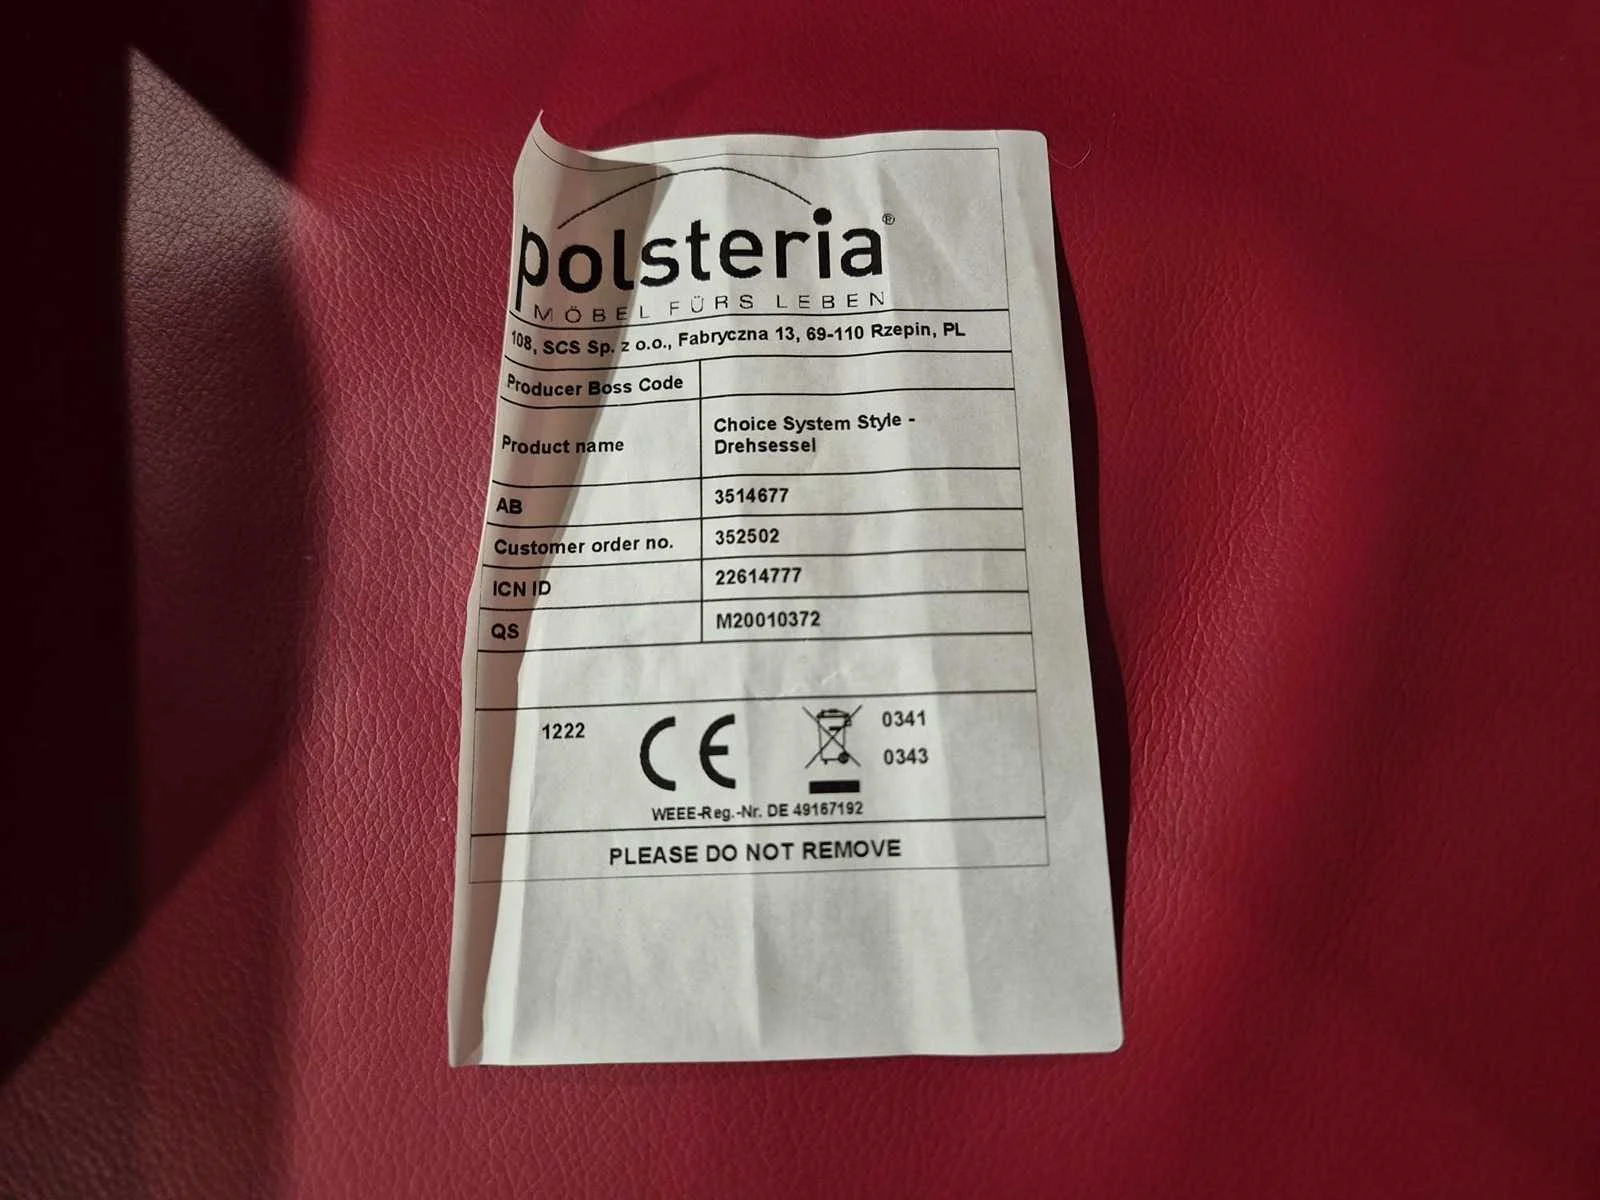 polsteria®
MÖBEL FÜRS LEBEN
108, SCS Sp. z o.o., Fabryczna 13, 69-110 Rzepin, PL
Producer Boss Code
Product name Choice System Style -
Drehsessel
AB 3514677
Customer order no. 352502
ICN ID 22614777
QS M20010372
1222 CE 0341
0343
WEEE-Reg.-Nr. DE 49167192
PLEASE DO NOT REMOVE